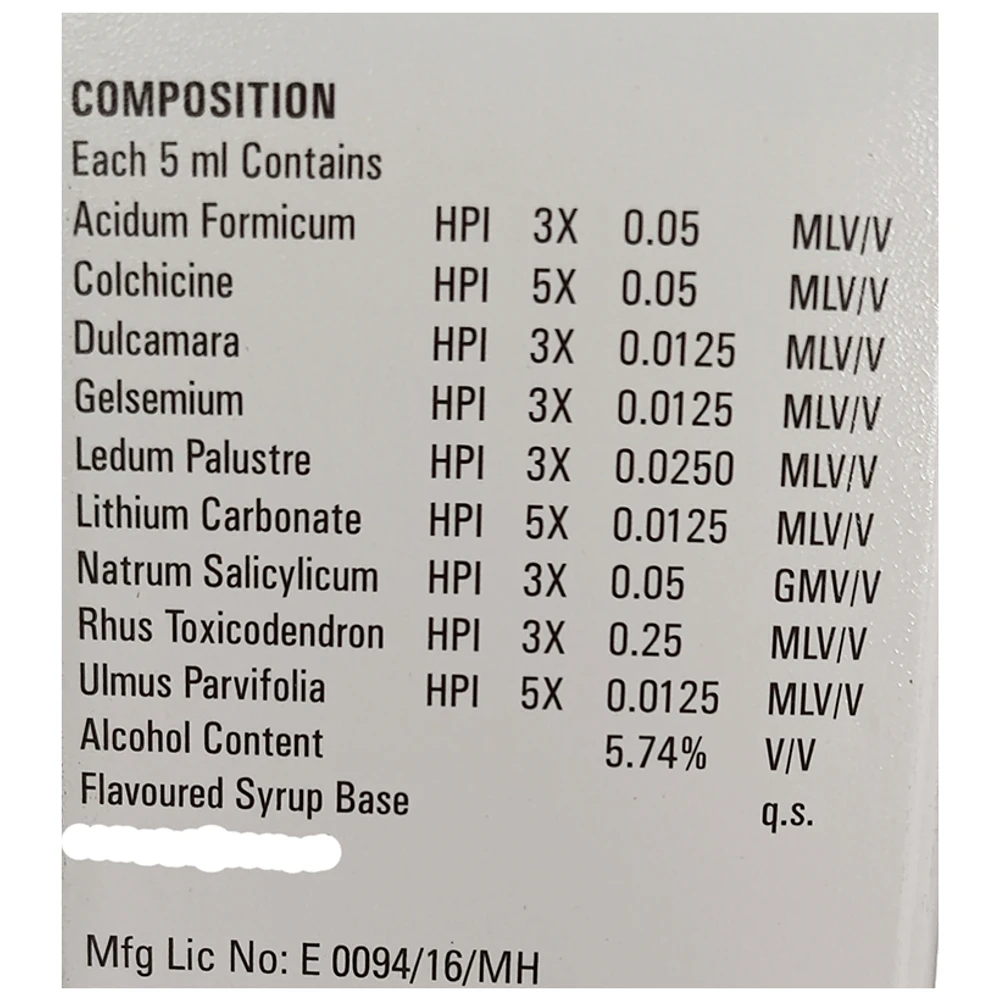 COMPOSITION
Each 5 ml Contains
Acidum Formicum HPI 3X 0.05 MLV/V
Colchicine HPI 5X 0.05 MLV/V
Dulcamara HPI 3X 0.0125 MLV/V
Gelsemium HPI 3X 0.0125 MLV/V
Ledum Palustre HPI 3X 0.0250 MLV/V
Lithium Carbonate HPI 5X 0.0125 MLV/V
Natrum Salicylicum HPI 3X 0.05 GMV/V
Rhus Toxicodendron HPI 3X 0.25 MLV/V
Ulmus Parvifolia HPI 5X 0.0125 MLV/V
Alcohol Content 5.74% V/V
Flavoured Syrup Base q.s.
Mfg Lic No: E 0094/16/MH